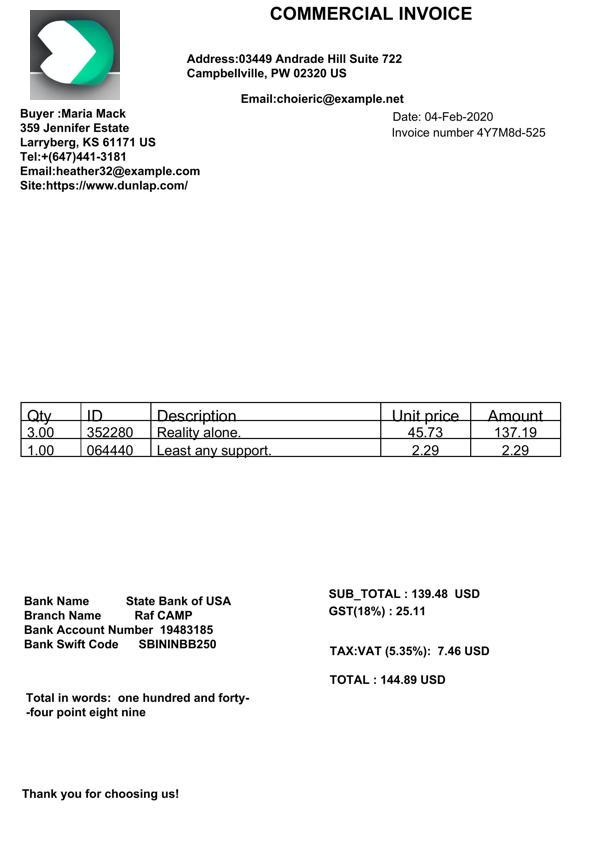 COMMERCIAL INVOICE
Address:03449 Andrade Hill Suite 722
Campbellville, PW 02320 US
Email:choieric@example.net
Buyer :Maria Mack
359 Jennifer Estate
Larryberg, KS 61171 US
Tel:+(647)441-3181
Email:heather32@example.com
Site:https://www.dunlap.com/
Date: 04-Feb-2020
Invoice number 4Y7M8d-525
Qty ID Description Unit price Amount
3.00 352280 Reality alone. 45.73 137.19
1.00 064440 Least any support. 2.29 2.29
Bank Name State Bank of USA
Branch Name Raf CAMP
Bank Account Number 19483185
Bank Swift Code SBININBB250
SUB_TOTAL : 139.48 USD
GST(18%) : 25.11
TAX:VAT (5.35%): 7.46 USD
TOTAL : 144.89 USD
Total in words: one hundred and forty-
-four point eight nine
Thank you for choosing us!